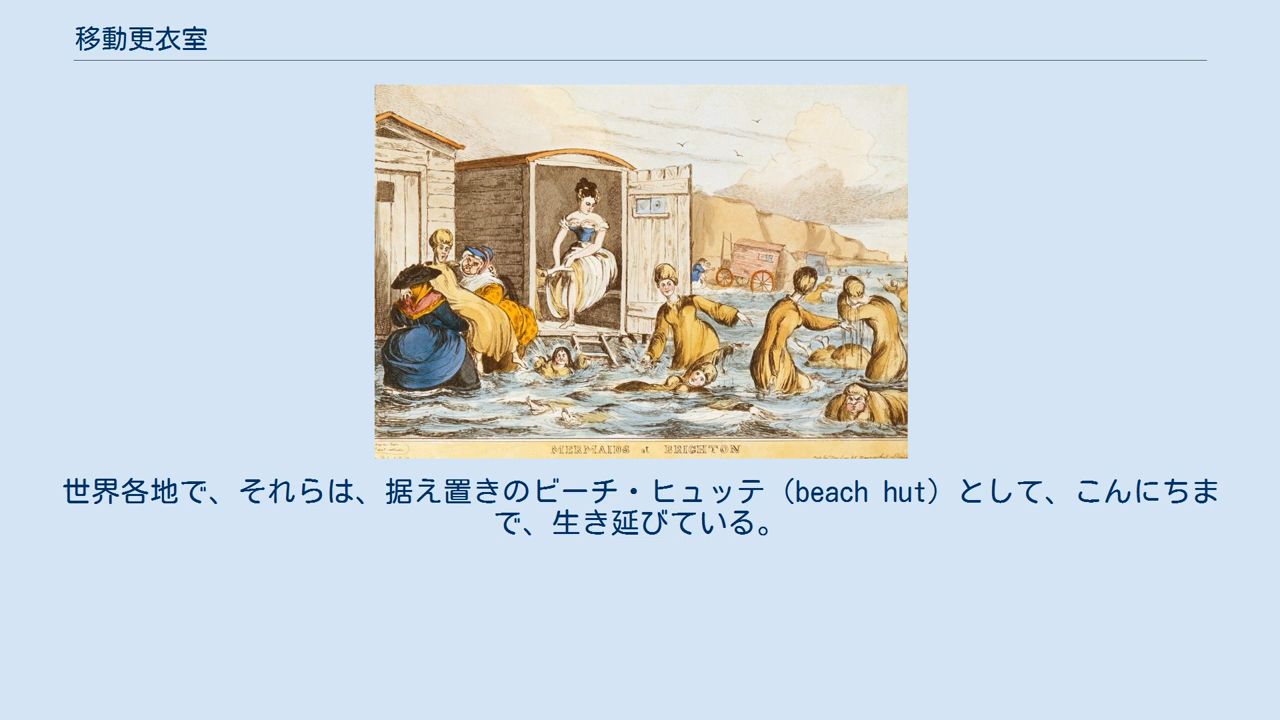 移動更衣室
MERMAIDS at BRIGHTON
世界各地で、それらは、据え置きのビーチ・ヒュッテ（beach hut）として、こんにちま
で、生き延びている。